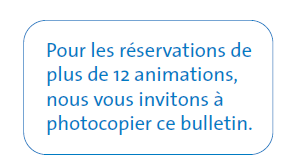 Pour les réservations de
plus de 12 animations,
nous vous invitons à
photocopier ce bulletin.